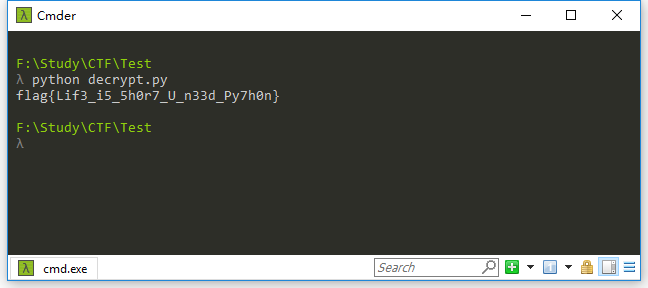 Cmder
F:\Study\CTF\Test
λ python decrypt.py
flag{Lif3_i5_5h0r7_U_n33d_Py7h0n}
F:\Study\CTF\Test
λ
cmd.exe
Search